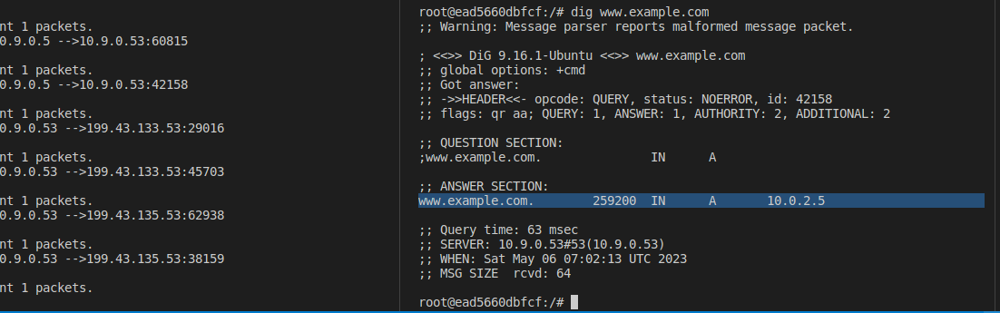 nt 1 packets.
0.9.0.5 -->10.9.0.53:60815
nt 1 packets.
0.9.0.5 -->10.9.0.53:42158
nt 1 packets.
0.9.0.53 -->199.43.133.53:29016
nt 1 packets.
0.9.0.53 -->199.43.133.53:45703
nt 1 packets.
0.9.0.53 -->199.43.135.53:62938
nt 1 packets.
0.9.0.53 -->199.43.135.53:38159
nt 1 packets.
root@ead5660dbfcf:/# dig www.example.com
;; Warning: Message parser reports malformed message packet.
; <<>> DiG 9.16.1-Ubuntu <<>> www.example.com
;; global options: +cmd
;; Got answer:
;; ->>HEADER<<- opcode: QUERY, status: NOERROR, id: 42158
;; flags: qr aa; QUERY: 1, ANSWER: 1, AUTHORITY: 2, ADDITIONAL: 2
;; QUESTION SECTION:
;www.example.com. IN A
;; ANSWER SECTION:
www.example.com. 259200 IN A 10.0.2.5
;; Query time: 63 msec
;; SERVER: 10.9.0.53#53(10.9.0.53)
;; WHEN: Sat May 06 07:02:13 UTC 2023
;; MSG SIZE rcvd: 64
root@ead5660dbfcf:/#